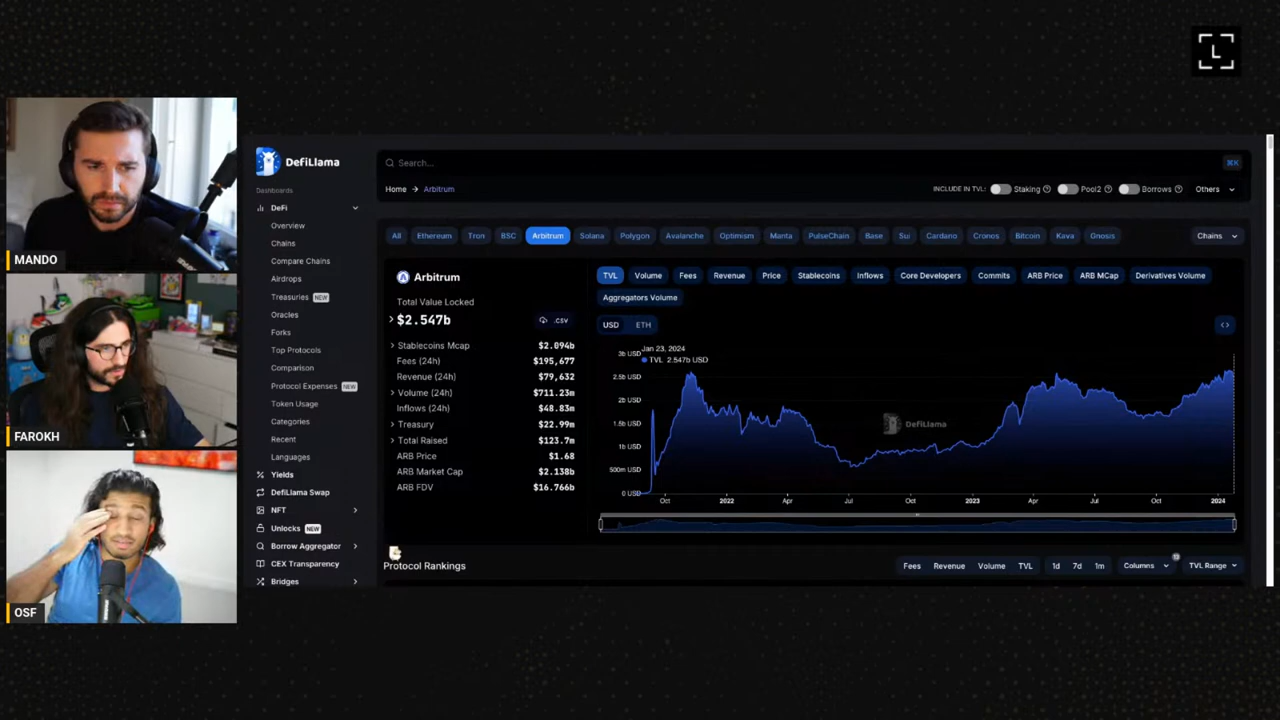 L
MANDO
FAROKH
OSF
DefiLlama
Dashboards
DeFi
Overview
Chains
Compare Chains
Airdrops
Treasuries NEW
Oracles
Forks
Top Protocols
Comparison
Protocol Expenses NEW
Token Usage
Categories
Recent
Languages
Yields
DefiLlama Swap
NFT
Unlocks NEW
Borrow Aggregator
CEX Transparency
Bridges
Search... ⌘K
Home → Arbitrum
INCLUDE IN TVL: Staking Pool2 Borrows Others
All Ethereum Tron BSC Arbitrum Solana Polygon Avalanche Optimism Manta PulseChain Base Sui Cardano Cronos Bitcoin Kava Gnosis Chains
Arbitrum
Total Value Locked
$2.547b .csv
Stablecoins Mcap $2.094b
Fees (24h) $195,677
Revenue (24h) $79,632
Volume (24h) $711.23m
Inflows (24h) $48.83m
Treasury $22.99m
Total Raised $123.7m
ARB Price $1.68
ARB Market Cap $2.138b
ARB FDV $16.766b
TVL Volume Fees Revenue Price Stablecoins Inflows Core Developers Commits ARB Price ARB MCap Derivatives Volume
Aggregators Volume
USD ETH
Jan 23, 2024
TVL 2.547b USD
3b USD
2.5b USD
2b USD
1.5b USD
1b USD
500m USD
0 USD
DefiLlama
Oct 2022 Apr Jul Oct 2023 Apr Jul Oct 2024
Protocol Rankings
Fees Revenue Volume TVL 1d 7d 1m Columns TVL Range